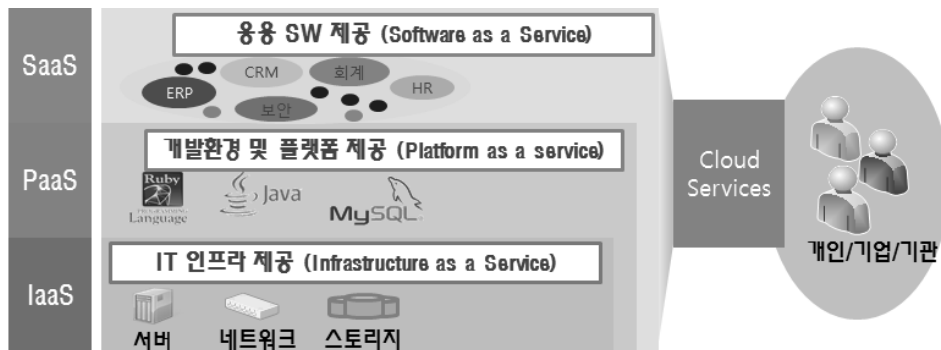 SaaS
응용 SW 제공 (Software as a Service)
ERP
CRM
회계
보안
HR
PaaS
개발환경 및 플랫폼 제공 (Platform as a service)
Ruby
PROGRAMMING
Language
Java
MySQL
IaaS
IT 인프라 제공 (Infrastructure as a Service)
서버
네트워크
스토리지
Cloud
Services
개인/기업/기관